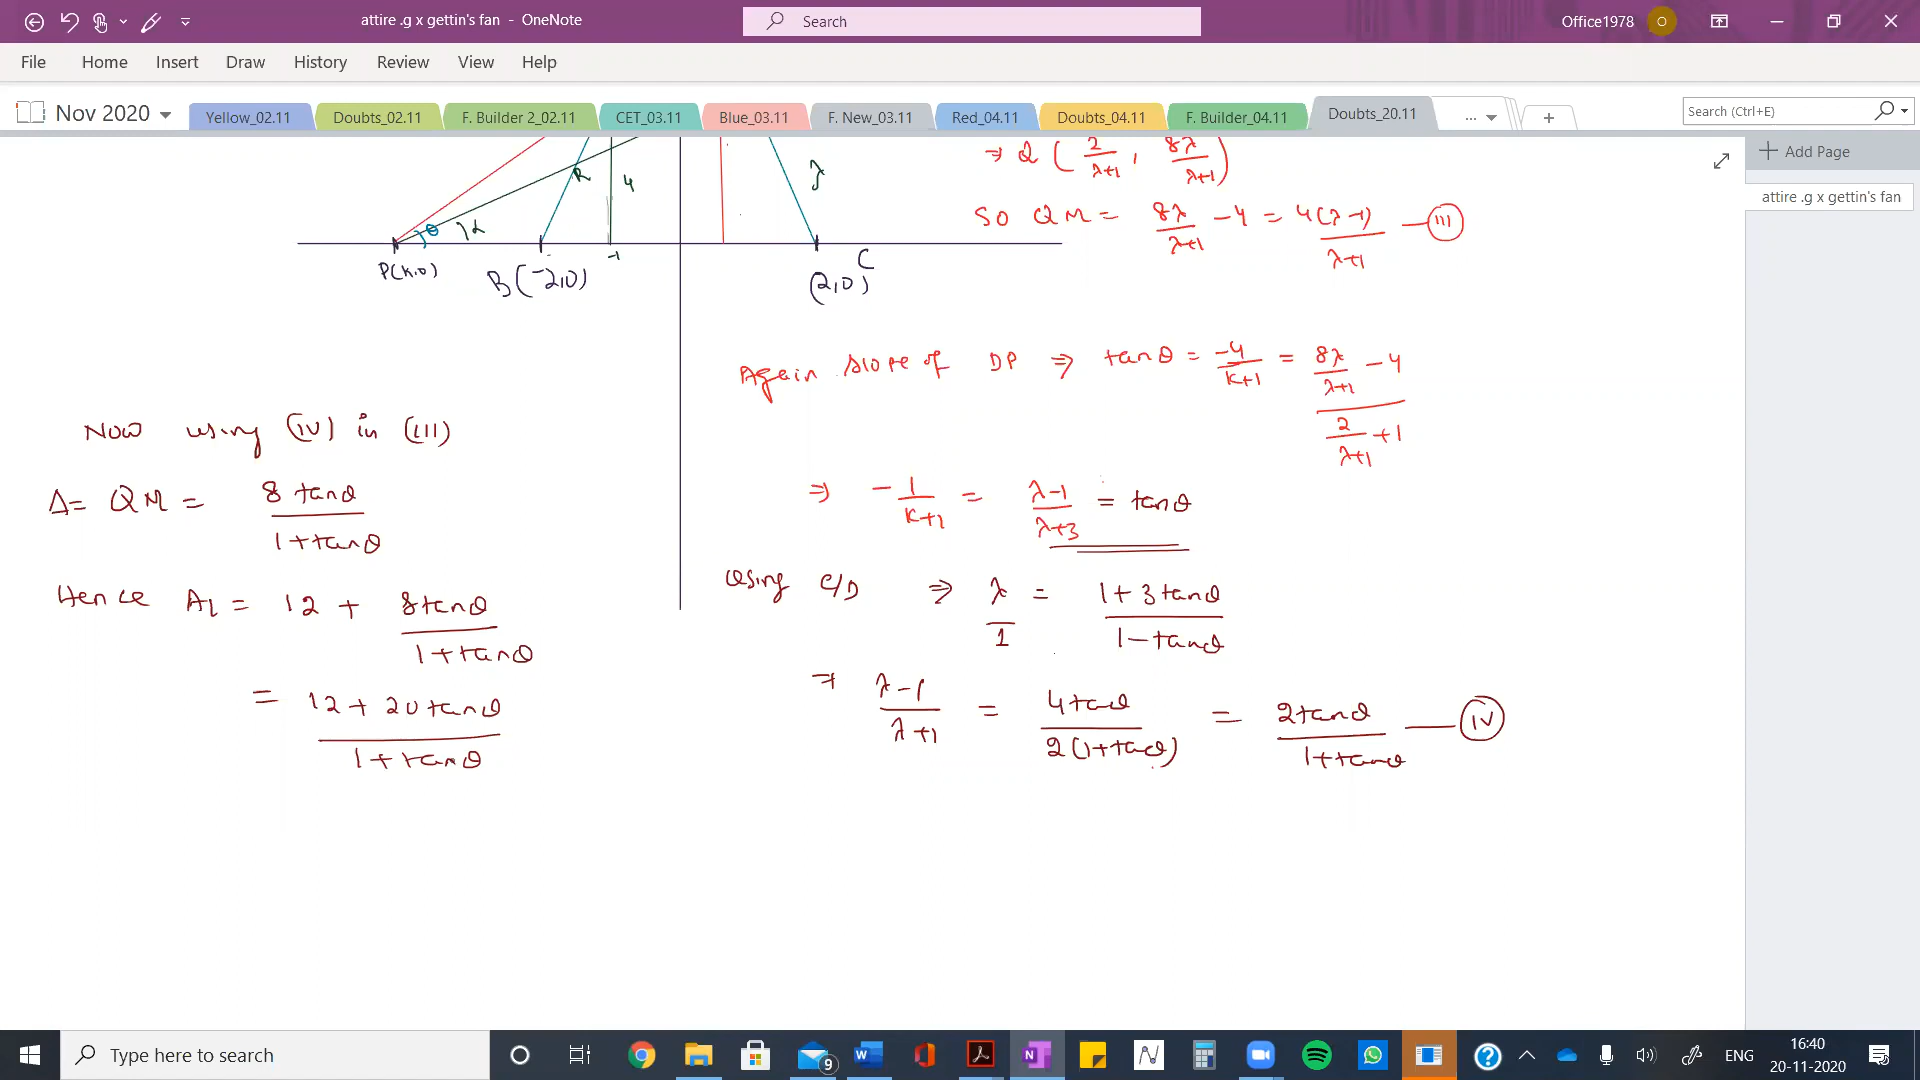 attire .g x gettin's fan - OneNote
Search
Office1978
File Home Insert Draw History Review View Help
Nov 2020
Yellow_02.11 Doubts_02.11 F. Builder 2_02.11 CET_03.11 Blue_03.11 F. New_03.11 Red_04.11 Doubts_04.11 F. Builder_04.11 Doubts_20.11 ... +
Search (Ctrl+E)
Add Page
attire .g x gettin's fan
⇒ Q ( 2/(λ+1) , 8λ/(λ+1) )
R
4
λ
θ
α
-1
P(k,0)
B(-2,0)
C
(2,0)
SO QM = 8λ/(λ+1) - 4 = 4(λ-1)/(λ+1) — III
Again slope of DP ⇒ tanθ = -4/(k+1) = (8λ/(λ+1) - 4)/(2/(λ+1) + 1)
⇒ -1/(k+1) = (λ-1)/(λ+3) = tanθ
Using C/D ⇒ λ/1 = (1+3tanθ)/(1-tanθ)
⇒ (λ-1)/(λ+1) = 4tanθ/2(1+tanθ) = 2tanθ/(1+tanθ) — IV
Now using (IV) in (III)
Δ= QM = 8 tanθ/(1+tanθ)
Hence A1 = 12 + 8tanθ/(1+tanθ)
= (12 + 20tanθ)/(1+tanθ)
Type here to search
9
ENG
16:40
20-11-2020